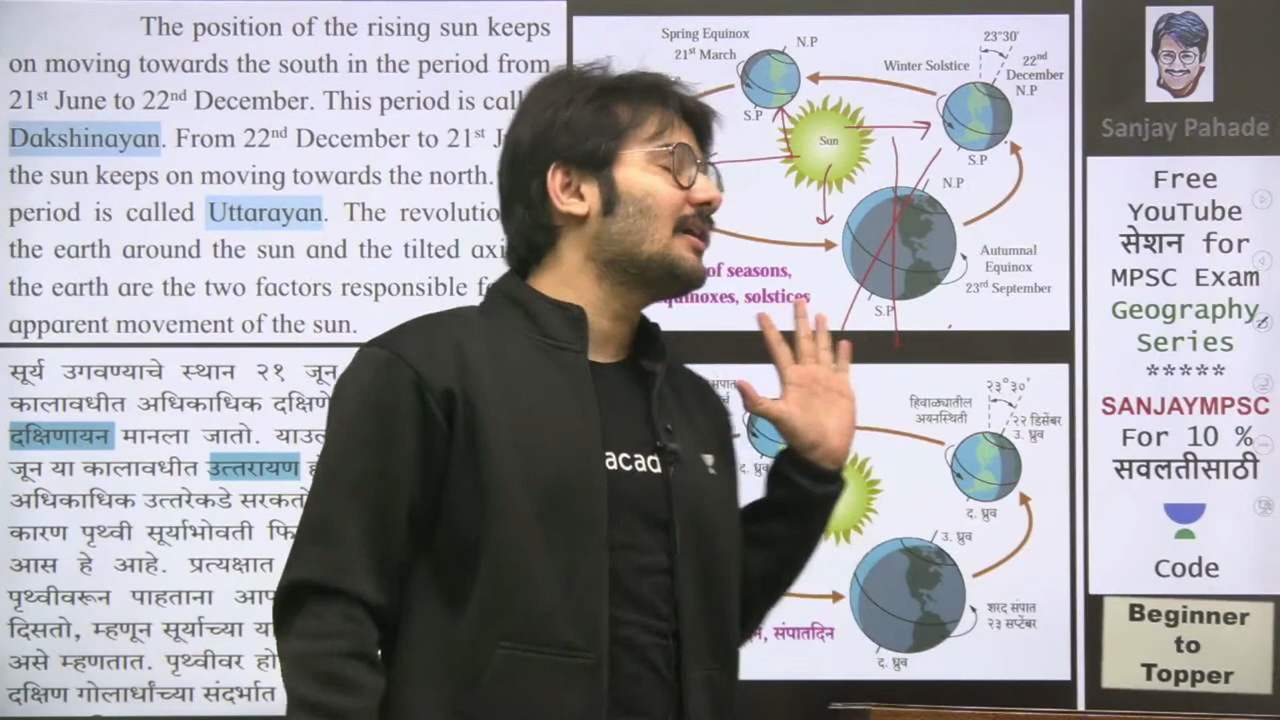 The position of the rising sun keeps
on moving towards the south in the period from
21st June to 22nd December. This period is
Dakshinayan. From 22nd December to 21st
the sun keeps on moving towards the north.
period is called Uttarayan. The
the earth around the sun and the tilted
the earth are the two factors responsible
apparent movement of the sun.
सूर्य उगवण्याचे स्थान २१ जून
कालावधीत अधिकाधिक
दक्षिणायन मानला जातो.
जून या कालावधीत उत्तरायण
अधिकाधिक उत्तरेकडे
कारण पृथ्वी सूर्याभोवती
आस हे आहे. प्रत्यक्षात
पृथ्वीवरून पाहताना
दिसतो, म्हणून सूर्याच्या
असे म्हणतात. पृथ्वीवर
दक्षिण गोलार्धांच्या संदर्भात
Spring Equinox
21st March
N.P
S.P
Sun
Winter Solstice
23°30'
22nd
December
N.P
S.P
N.P
S.P
Autumnal
Equinox
23rd September
of seasons,
equinoxes, solstices
हिवाळ्यातील
अयनस्थिती
२३°३०'
२२ डिसेंबर
उ. ध्रुव
द. ध्रुव
उ. ध्रुव
द. ध्रुव
शरद संपात
२३ सप्टेंबर
संपातदिन
acad
Sanjay Pahade
Free
YouTube
सेशन for
MPSC Exam
Geography
Series
*****
SANJAYMPSC
For 10 %
सवलतीसाठी
Code
Beginner
to
Topper